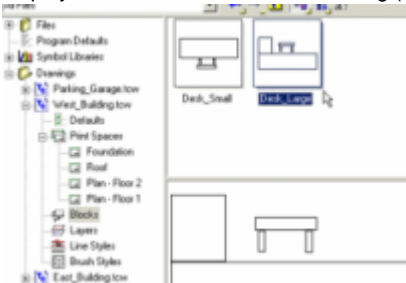 Files
Program Defaults
Symbol Libraries
Drawings
Parking_Garage.tcw
West_Building.tcw
Defaults
Print Spaces
Foundation
Roof
Plan - Floor 2
Plan - Floor 1
Blocks
Layers
Line Styles
Brush Styles
East_Building.tcw
Desk_Small
Desk_Large